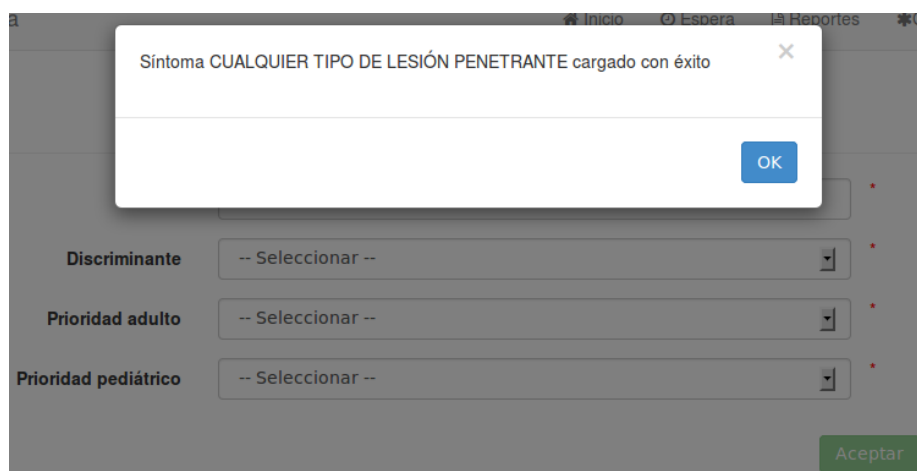 a Inicio Espera Reportes
Síntoma CUALQUIER TIPO DE LESIÓN PENETRANTE cargado con éxito ×
OK
*
Discriminante -- Seleccionar -- *
Prioridad adulto -- Seleccionar -- *
Prioridad pediátrico -- Seleccionar -- *
Aceptar